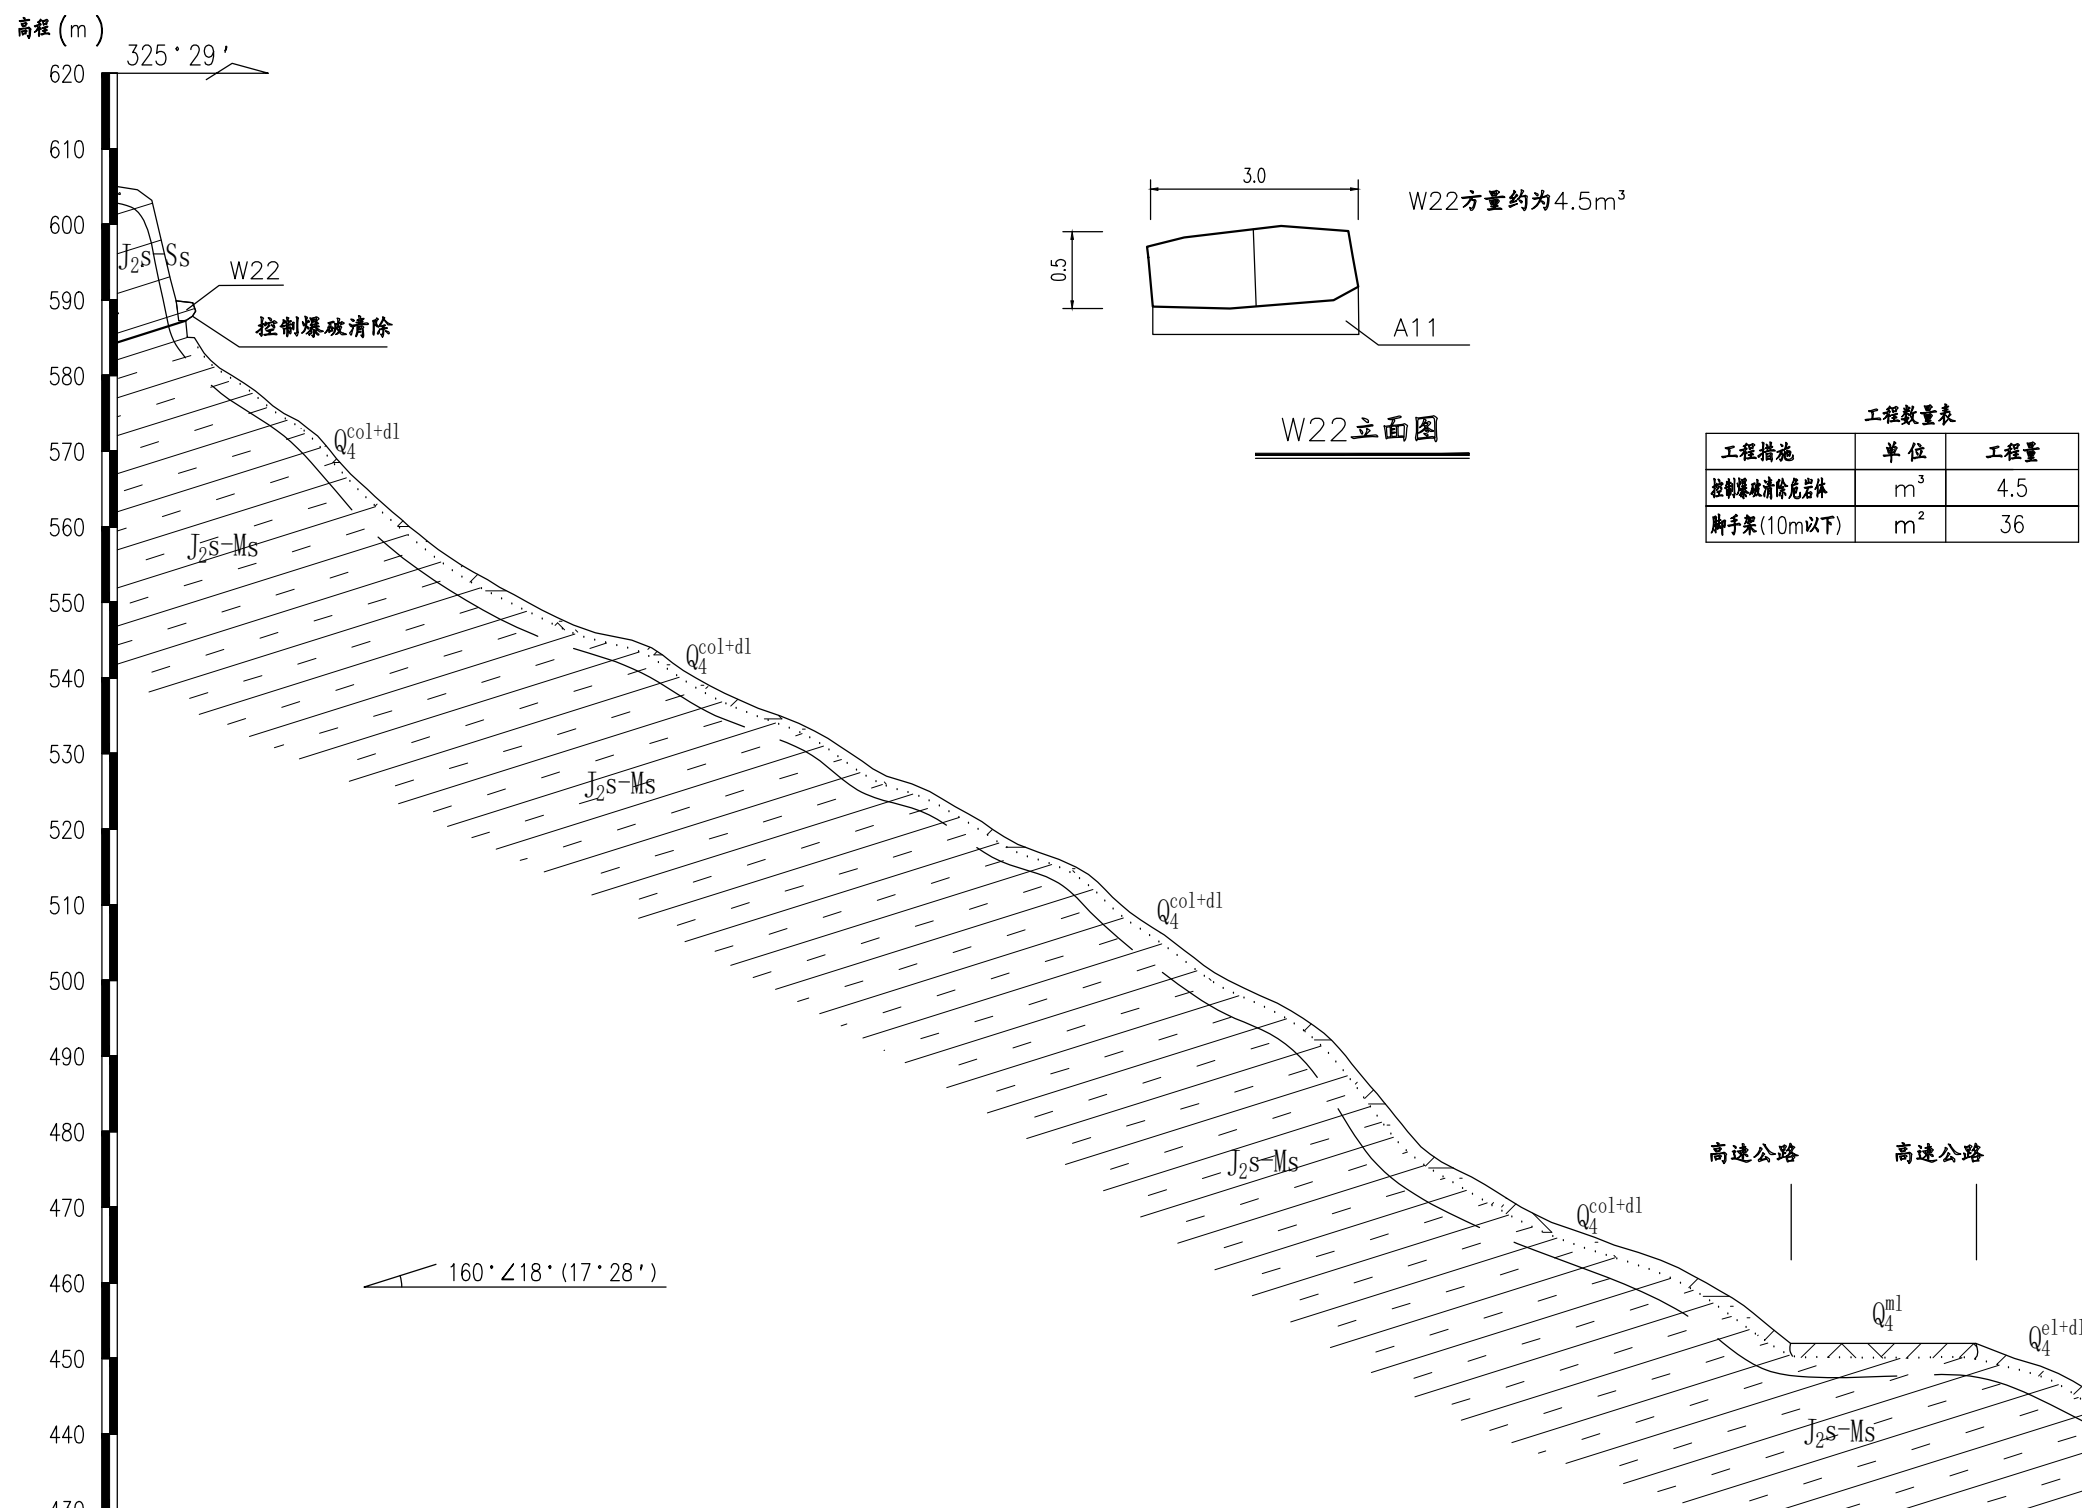 高程(m)
325°29′
620
610
600
590
580
570
560
550
540
530
520
510
500
490
480
470
460
450
440
J₂s-Ss
W22
控制爆破清除
3.0
0.5
W22方量约为4.5m³
A11
W22立面图
工程数量表
工程措施 单位 工程量
控制爆破清除危岩体 m³ 4.5
脚手架(10m以下) m² 36
Q₄col+dl
J₂s-Ms
Q₄col+dl
J₂s-Ms
Q₄col+dl
J₂s-Ms
高速公路 高速公路
Q₄col+dl
160°∠18°(17°28′)
Q₄ml
Q₄el+dl
J₂s-Ms